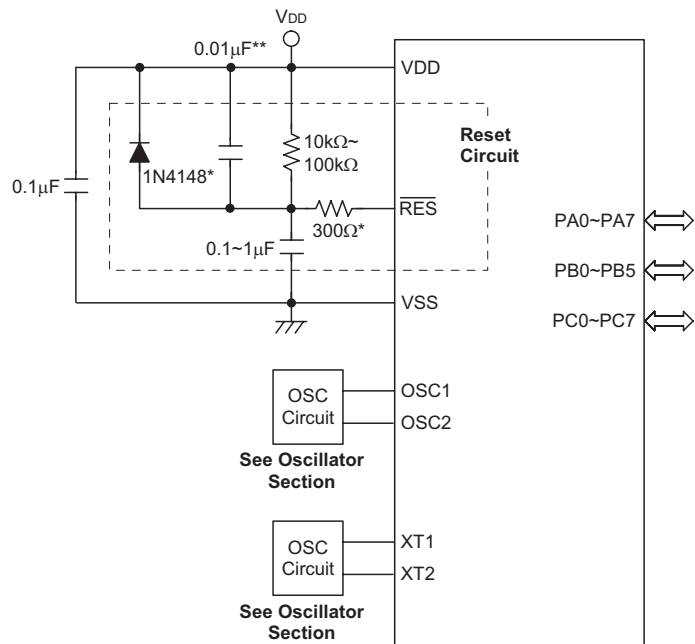 VDD
0.01μF**
VDD
Reset
Circuit
10kΩ~
100kΩ
1N4148*
0.1μF
RES
300Ω*
0.1~1μF
PA0~PA7
PB0~PB5
PC0~PC7
VSS
OSC
Circuit
OSC1
OSC2
See Oscillator
Section
OSC
Circuit
XT1
XT2
See Oscillator
Section